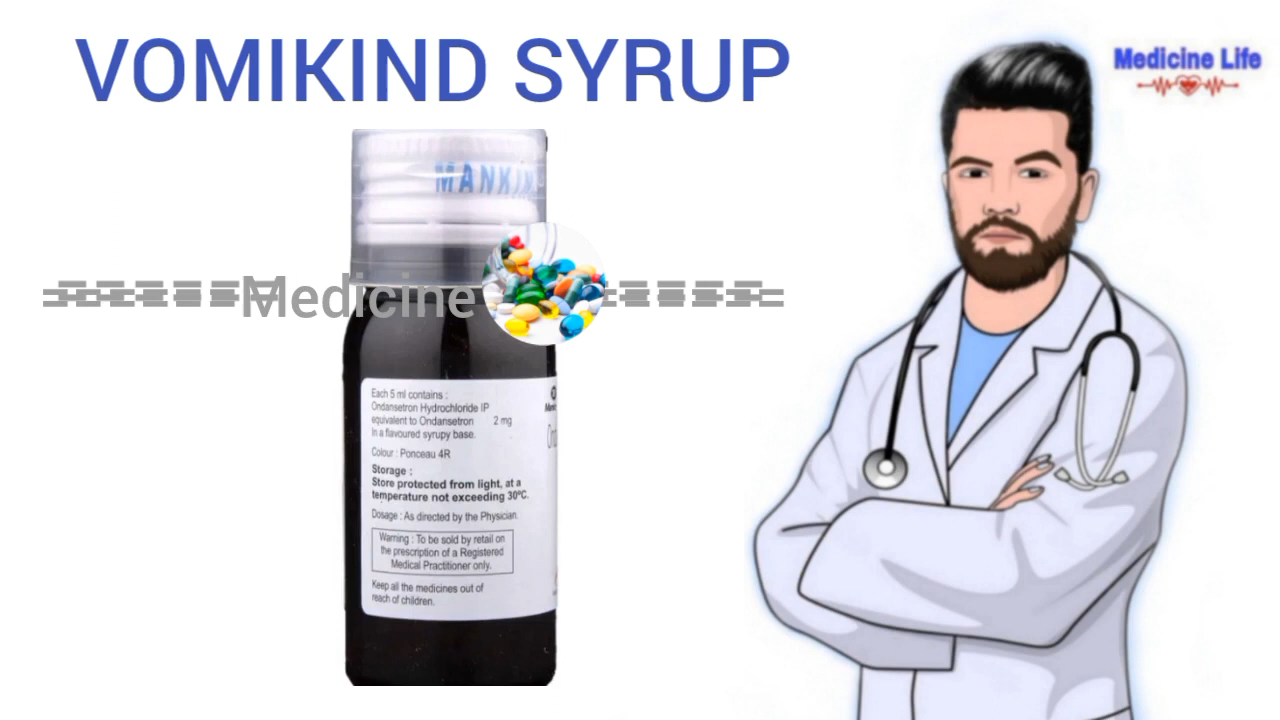 VOMIKIND SYRUP
Medicine Life
MANKIN
Medicine
Each 5 ml contains :
Ondansetron Hydrochloride IP
equivalent to Ondansetron 2 mg
In a flavoured syrupy base.
Colour : Ponceau 4R
Storage :
Store protected from light, at a
temperature not exceeding 30°C.
Dosage : As directed by the Physician
Warning : To be sold by retail on
the prescription of a Registered
Medical Practitioner only.
Keep all the medicines out of
reach of children.